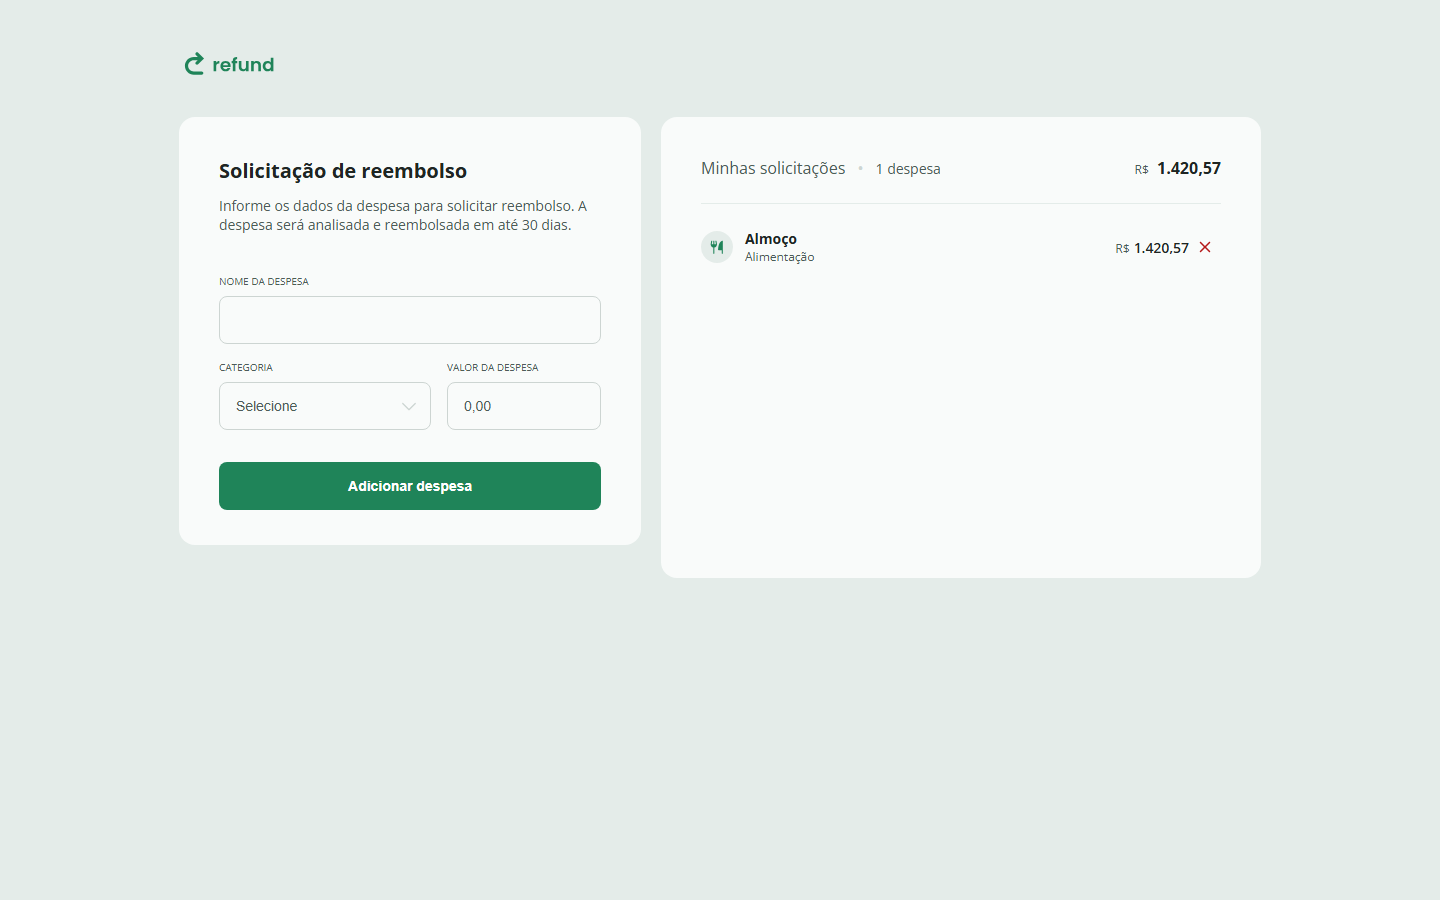 refund
Solicitação de reembolso
Informe os dados da despesa para solicitar reembolso. A
despesa será analisada e reembolsada em até 30 dias.
NOME DA DESPESA
CATEGORIA
VALOR DA DESPESA
Selecione
0,00
Adicionar despesa
Minhas solicitações • 1 despesa
R$ 1.420,57
Almoço
Alimentação
R$ 1.420,57